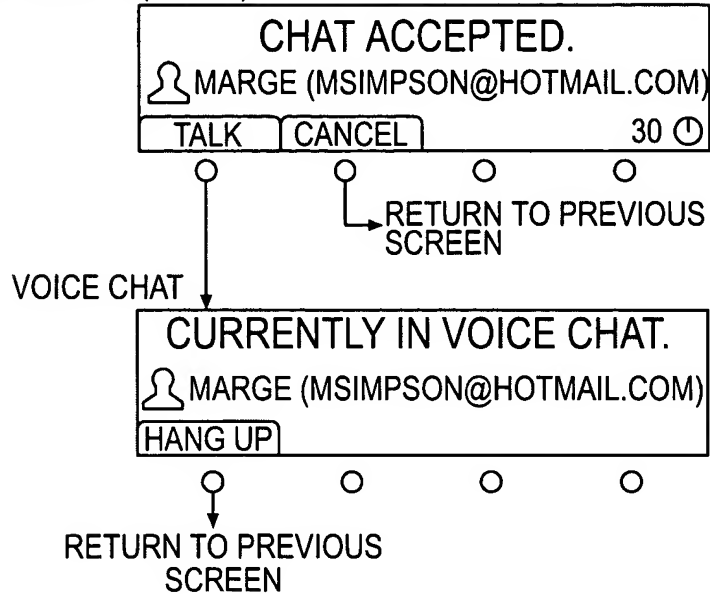 CHAT ACCEPTED.
MARGE (MSIMPSON@HOTMAIL.COM)
TALK CANCEL 30
RETURN TO PREVIOUS
SCREEN
VOICE CHAT
CURRENTLY IN VOICE CHAT.
MARGE (MSIMPSON@HOTMAIL.COM)
HANG UP
RETURN TO PREVIOUS
SCREEN